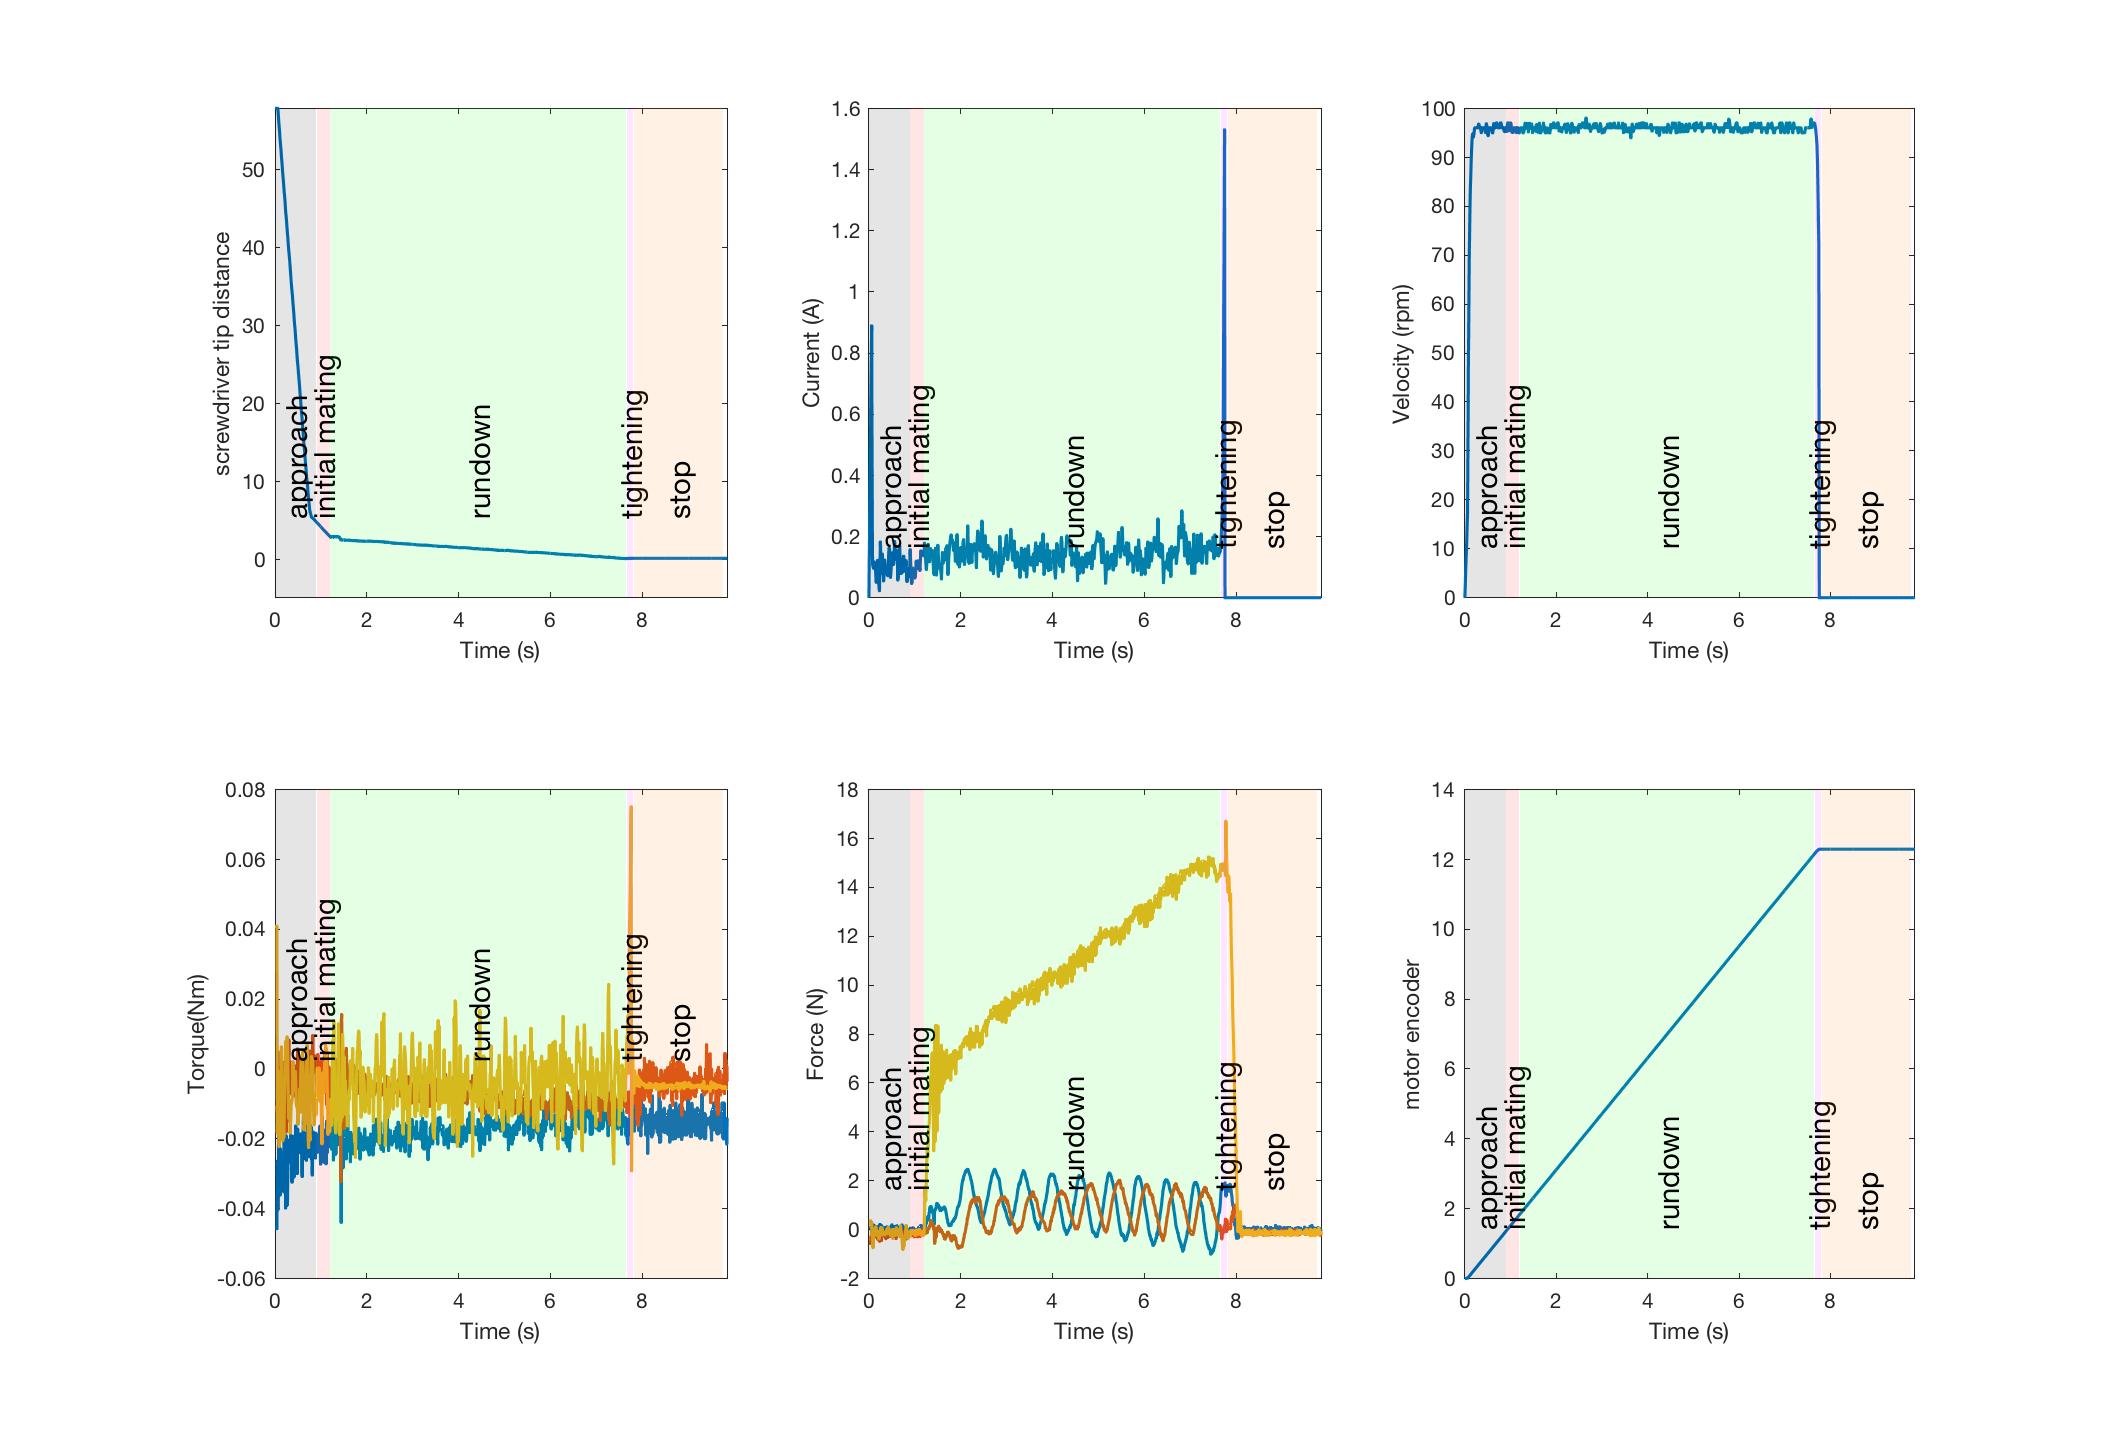 screwdriver tip distance
50
40
30
20
10
0
approach
initial mating
rundown
tightening
stop
0 2 4 6 8
Time (s)
Current (A)
1.6
1.4
1.2
1
0.8
0.6
0.4
0.2
0
approach
initial mating
rundown
tightening
stop
0 2 4 6 8
Time (s)
Velocity (rpm)
100
90
80
70
60
50
40
30
20
10
0
approach
initial mating
rundown
tightening
stop
0 2 4 6 8
Time (s)
Torque(Nm)
0.08
0.06
0.04
0.02
0
-0.02
-0.04
-0.06
approach
initial mating
rundown
tightening
stop
0 2 4 6 8
Time (s)
Force (N)
18
16
14
12
10
8
6
4
2
0
-2
approach
initial mating
rundown
tightening
stop
0 2 4 6 8
Time (s)
motor encoder
14
12
10
8
6
4
2
0
approach
initial mating
rundown
tightening
stop
0 2 4 6 8
Time (s)